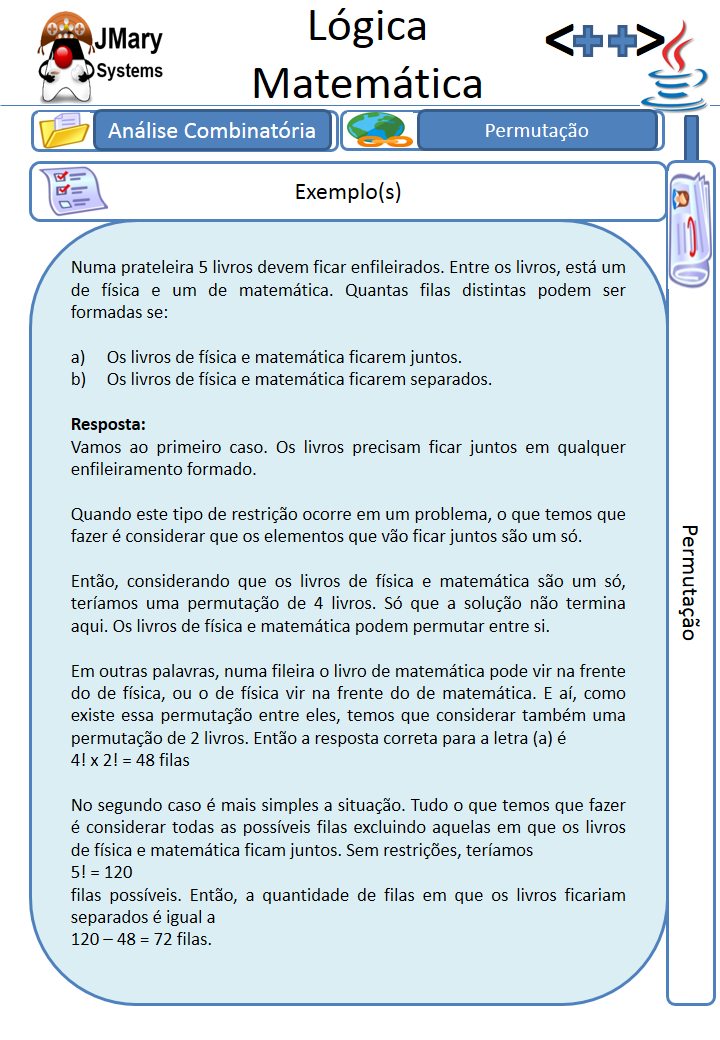 JMary
Systems
Lógica
Matemática
<++>
Análise Combinatória
Permutação
Exemplo(s)
Numa prateleira 5 livros devem ficar enfileirados. Entre os livros, está um
de física e um de matemática. Quantas filas distintas podem ser
formadas se:
a) Os livros de física e matemática ficarem juntos.
b) Os livros de física e matemática ficarem separados.
Resposta:
Vamos ao primeiro caso. Os livros precisam ficar juntos em qualquer
enfileiramento formado.
Quando este tipo de restrição ocorre em um problema, o que temos que
fazer é considerar que os elementos que vão ficar juntos são um só.
Então, considerando que os livros de física e matemática são um só,
teríamos uma permutação de 4 livros. Só que a solução não termina
aqui. Os livros de física e matemática podem permutar entre si.
Em outras palavras, numa fileira o livro de matemática pode vir na frente
do de física, ou o de física vir na frente do de matemática. E aí, como
existe essa permutação entre eles, temos que considerar também uma
permutação de 2 livros. Então a resposta correta para a letra (a) é
4! x 2! = 48 filas
No segundo caso é mais simples a situação. Tudo o que temos que fazer
é considerar todas as possíveis filas excluindo aquelas em que os livros
de física e matemática ficam juntos. Sem restrições, teríamos
5! = 120
filas possíveis. Então, a quantidade de filas em que os livros ficariam
separados é igual a
120 – 48 = 72 filas.
Permutação